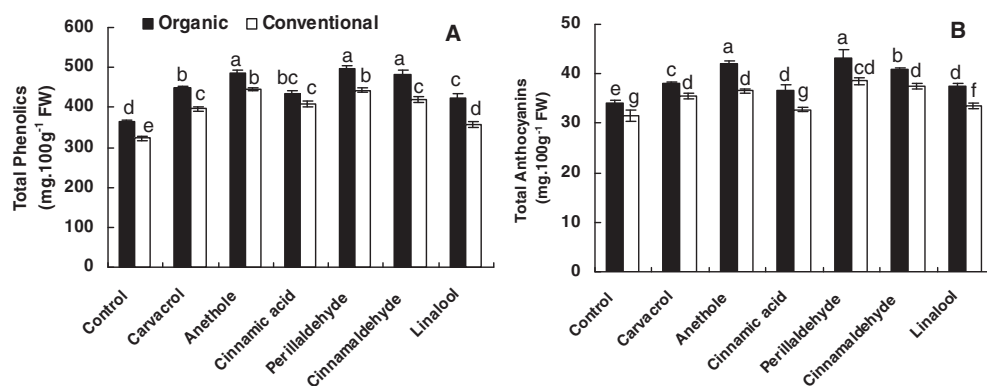 Organic Conventional
A
Total Phenolics
(mg.100g-1 FW)
600
500
400
300
200
100
0
d e b c a b bc c a b a c c d
Control
Carvacrol
Anethole
Cinnamic acid
Perillaldehyde
Cinnamaldehyde
Linalool
B
Total Anthocyanins
(mg.100g-1 FW)
50
40
30
20
10
0
e g c d a d d g a cd b d d f
Control
Carvacrol
Anethole
Cinnamic acid
Perillaldehyde
Cinnamaldehyde
Linalool